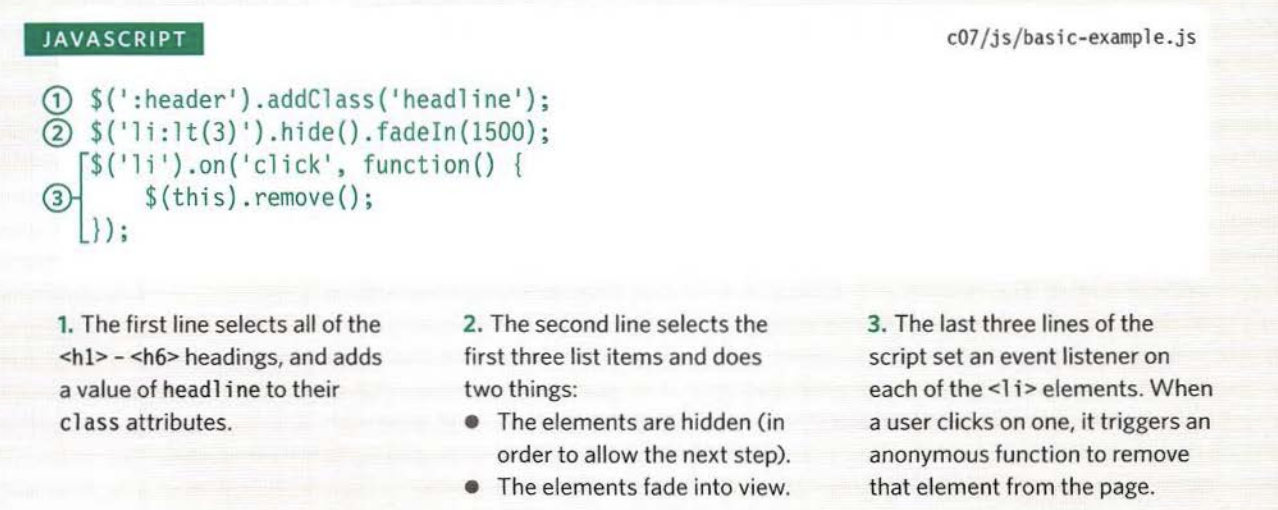 JAVASCRIPT
c07/js/basic-example.js
① $(':header').addClass('headline');
② $('li:lt(3)').hide().fadeIn(1500);
$('li').on('click', function() {
③ $(this).remove();
});
1. The first line selects all of the
<h1> – <h6> headings, and adds
a value of headline to their
class attributes.
2. The second line selects the
first three list items and does
two things:
● The elements are hidden (in
order to allow the next step).
● The elements fade into view.
3. The last three lines of the
script set an event listener on
each of the <li> elements. When
a user clicks on one, it triggers an
anonymous function to remove
that element from the page.